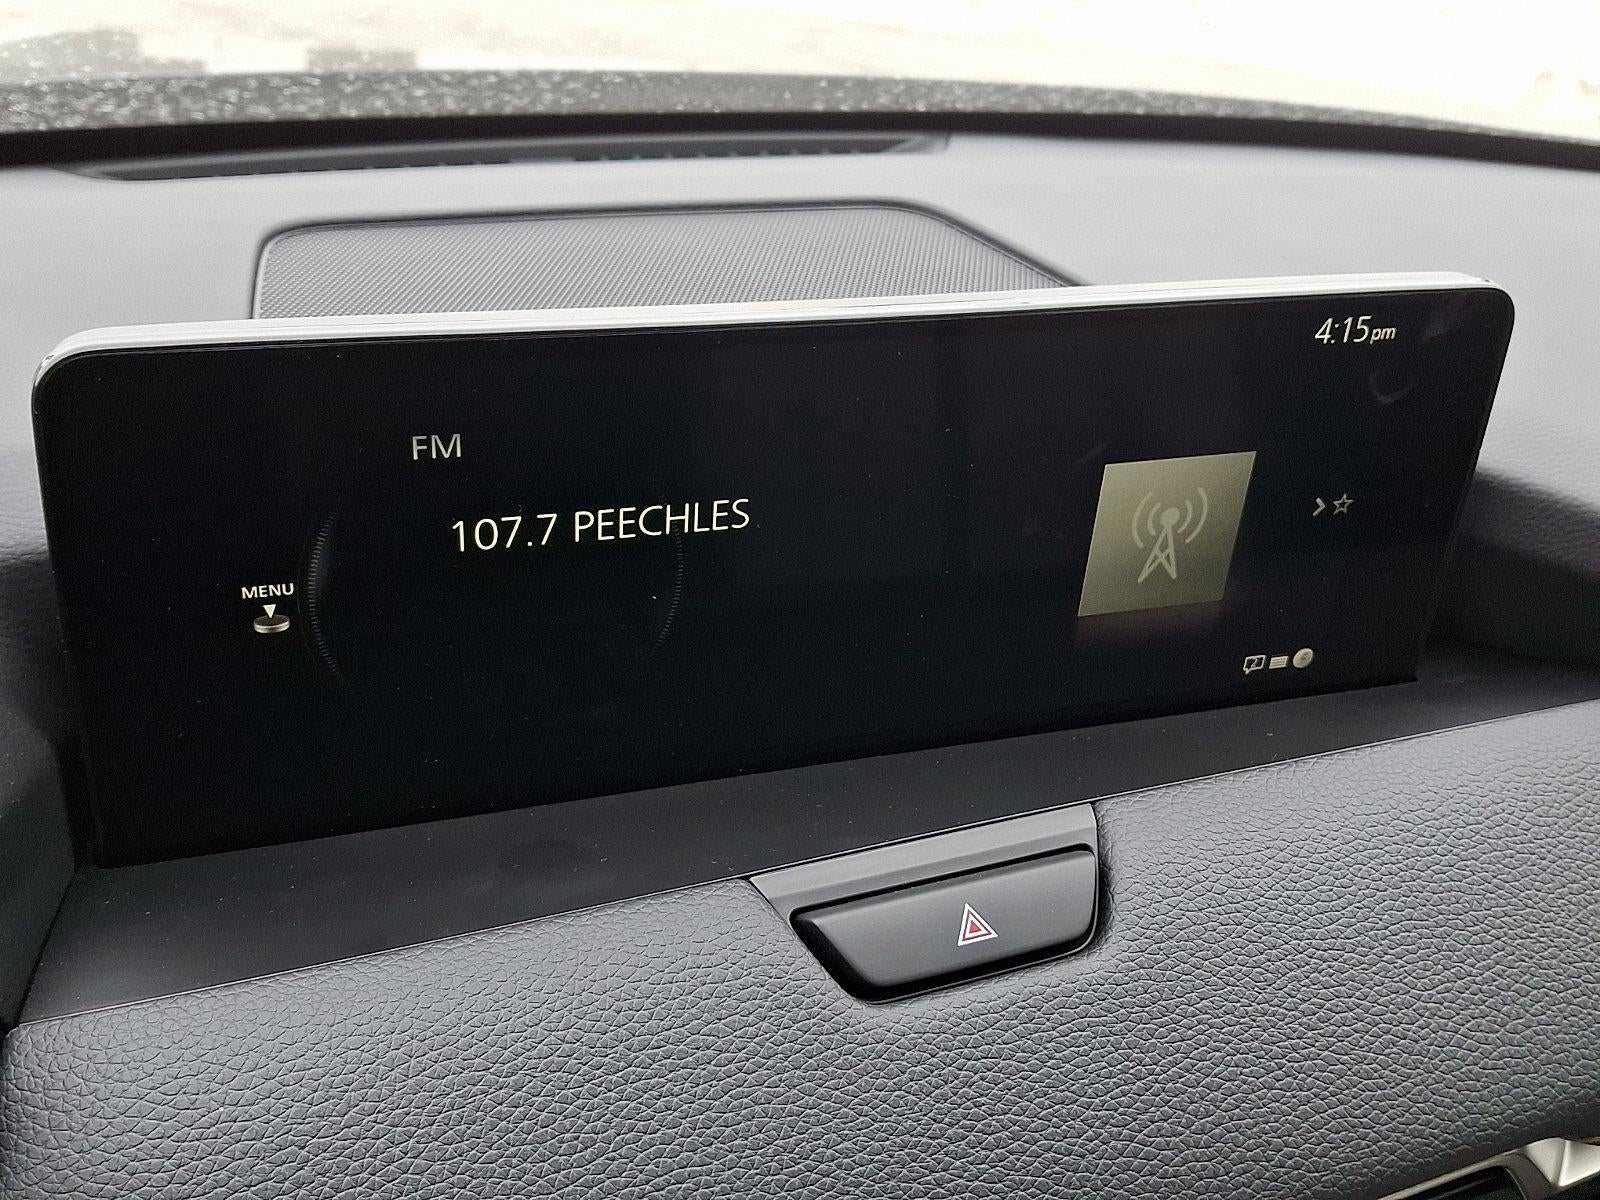 4:15pm
FM
107.7 PEECHLES
MENU